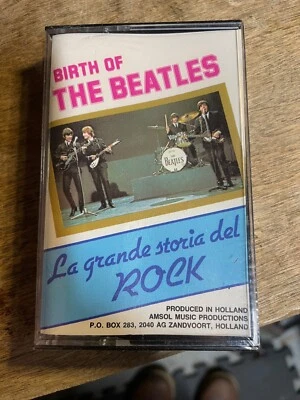 BIRTH OF
THE BEATLES
THE
BEATLES
La grande storia del
ROCK
PRODUCED IN HOLLAND
AMSOL MUSIC PRODUCTIONS
P.O. BOX 283, 2040 AG ZANDVOORT, HOLLAND